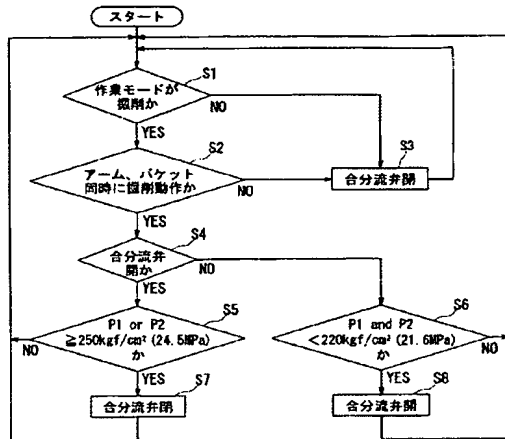 スタート
S1
作業モードが
掘削か
NO
YES
S2
アーム、バケット
同時に掘削動作か
NO
YES
S3
合分流弁開
S4
合分流弁
開か
NO
YES
S5
P1 or P2
≧250kgf/cm² (24.5MPa)
か
NO
YES
S6
P1 and P2
<220kgf/cm² (21.6MPa)
か
NO
YES
S7
合分流弁閉
S8
合分流弁開